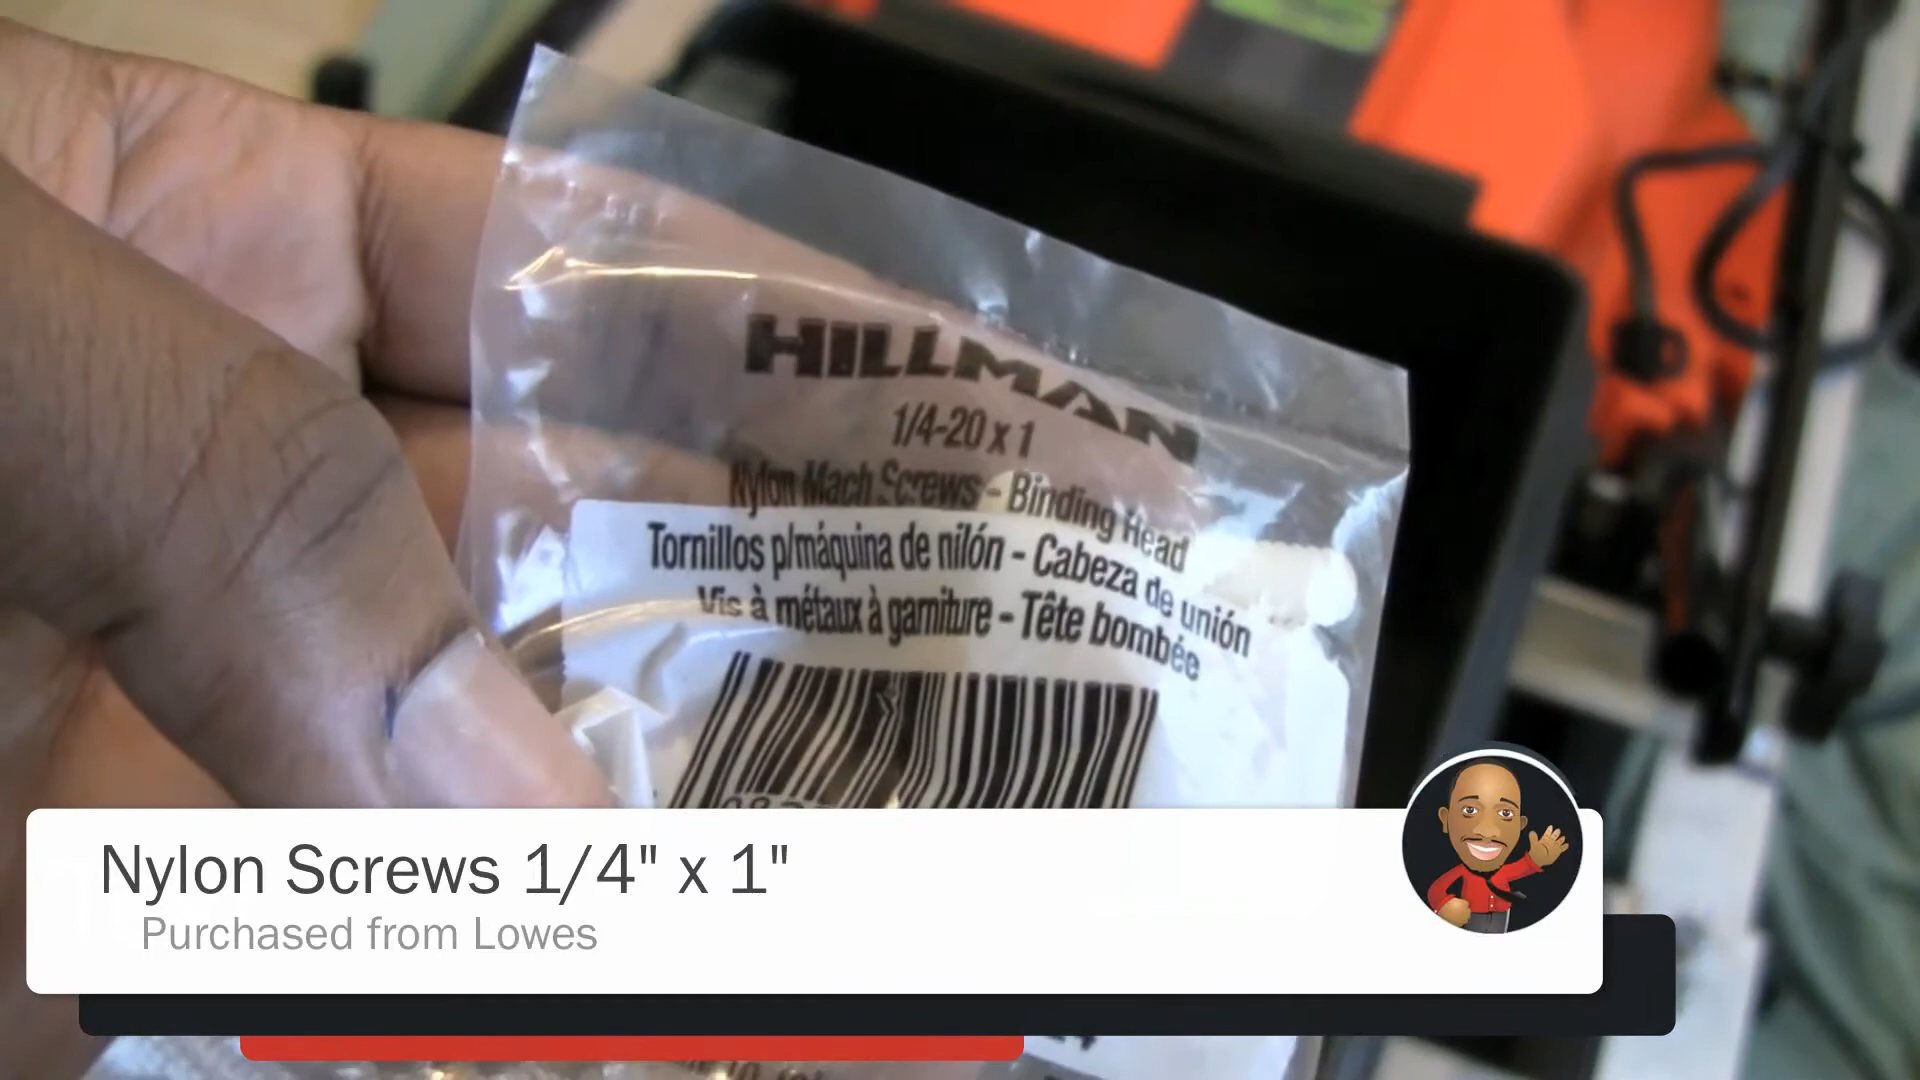 HILLMAN
1/4-20 x 1
Nylon Mach Screws - Binding Head
Tornillos p/máquina de nilón - Cabeza de unión
Vis à métaux à garniture - Tête bombée
Nylon Screws 1/4" x 1"
Purchased from Lowes